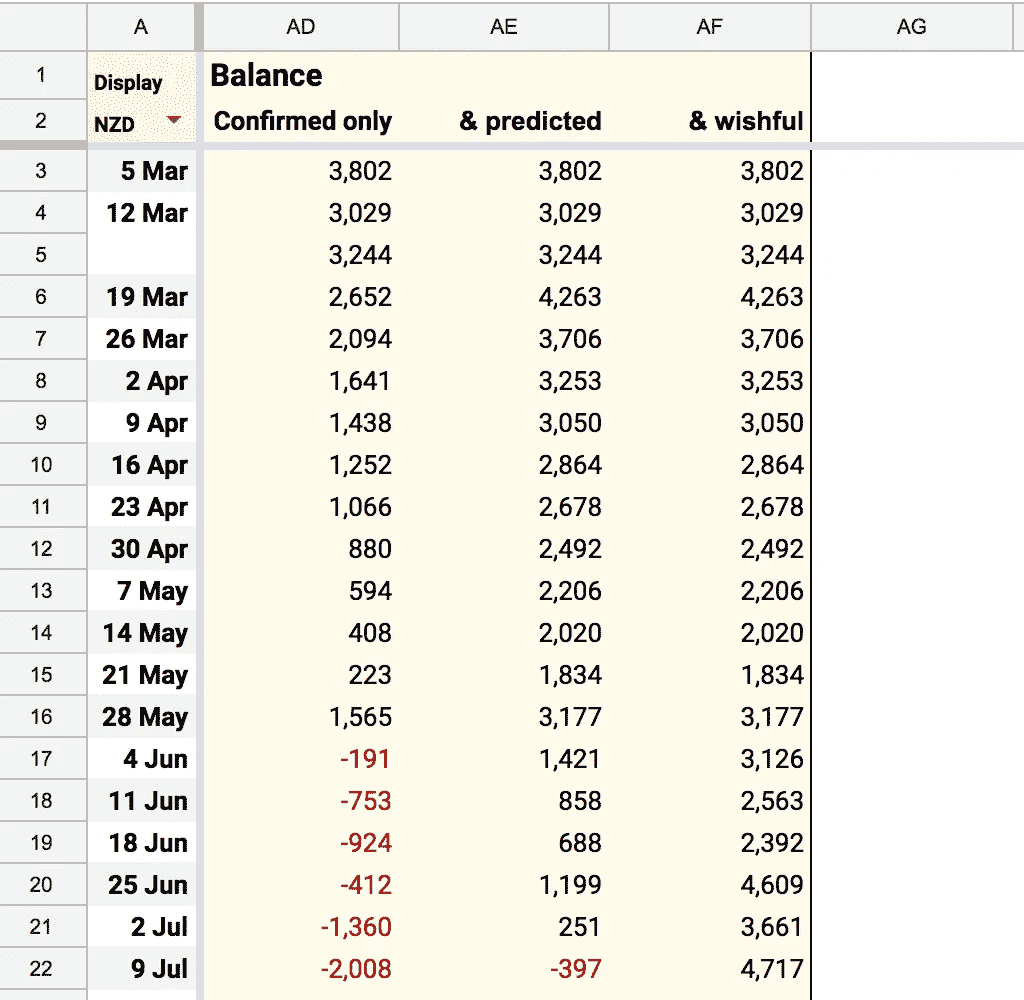 A AD AE AF AG
1 Display Balance
2 NZD Confirmed only & predicted & wishful
3 5 Mar 3,802 3,802 3,802
4 12 Mar 3,029 3,029 3,029
5 3,244 3,244 3,244
6 19 Mar 2,652 4,263 4,263
7 26 Mar 2,094 3,706 3,706
8 2 Apr 1,641 3,253 3,253
9 9 Apr 1,438 3,050 3,050
10 16 Apr 1,252 2,864 2,864
11 23 Apr 1,066 2,678 2,678
12 30 Apr 880 2,492 2,492
13 7 May 594 2,206 2,206
14 14 May 408 2,020 2,020
15 21 May 223 1,834 1,834
16 28 May 1,565 3,177 3,177
17 4 Jun -191 1,421 3,126
18 11 Jun -753 858 2,563
19 18 Jun -924 688 2,392
20 25 Jun -412 1,199 4,609
21 2 Jul -1,360 251 3,661
22 9 Jul -2,008 -397 4,717